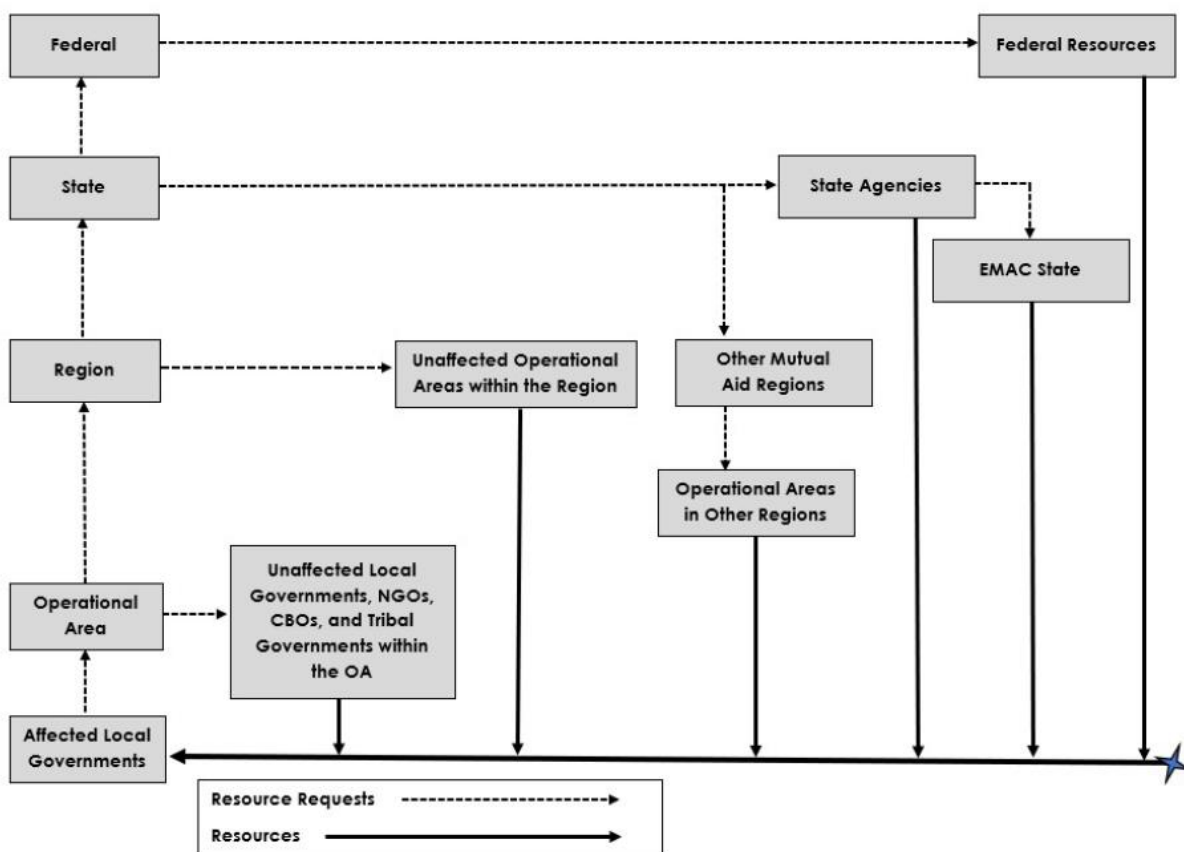 Federal
Federal Resources
State
State Agencies
EMAC State
Region
Unaffected Operational
Areas within the Region
Other Mutual
Aid Regions
Operational Areas
in Other Regions
Operational
Area
Unaffected Local
Governments, NGOs,
CBOs, and Tribal
Governments within
the OA
Affected Local
Governments
Resource Requests
Resources